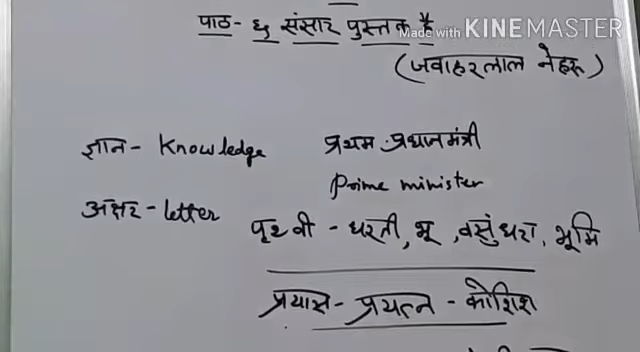 Made with KINEMASTER
पाठ - 6 संसार पुस्तक है
(जवाहरलाल नेहरू)
ज्ञान - Knowledge
प्रथम प्रधानमंत्री
Prime minister
अक्षर - letter
पृथ्वी - धरती, भू, वसुंधरा, भूमि
प्रयास - प्रयत्न - कोशिश